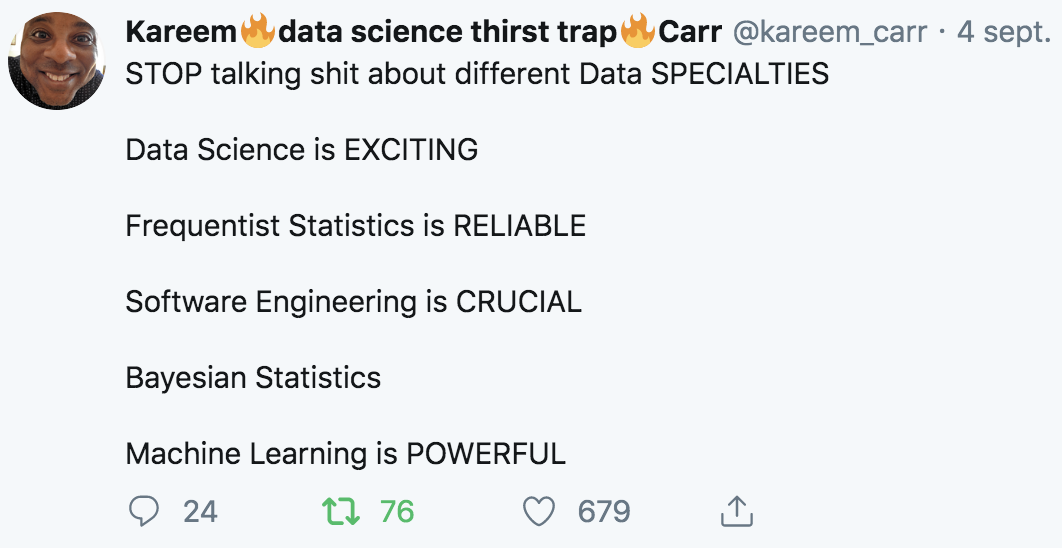 Kareem🔥data science thirst trap🔥Carr @kareem_carr · 4 sept.
STOP talking shit about different Data SPECIALTIES
Data Science is EXCITING
Frequentist Statistics is RELIABLE
Software Engineering is CRUCIAL
Bayesian Statistics
Machine Learning is POWERFUL
24 76 679